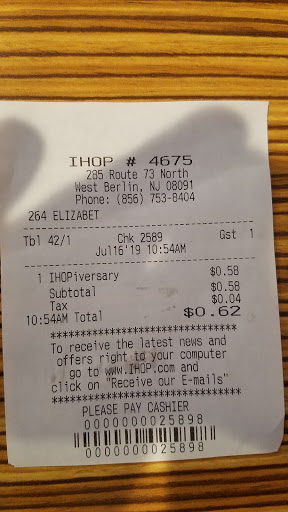 IHOP # 4675
285 Route 73 North
West Berlin, NJ 08091
Phone: (856) 753-8404
264 ELIZABET
Tbl 42/1 Chk 2589 Gst 1
Jul16'19 10:54AM
1 IHOPiversary $0.58
Subtotal $0.58
Tax $0.04
10:54AM Total $0.62
****************************
To receive the latest news and
offers right to your computer
go to www.IHOP.com and
click on "Receive our E-mails"
****************************
PLEASE PAY CASHIER
0000000025898
0000000025898